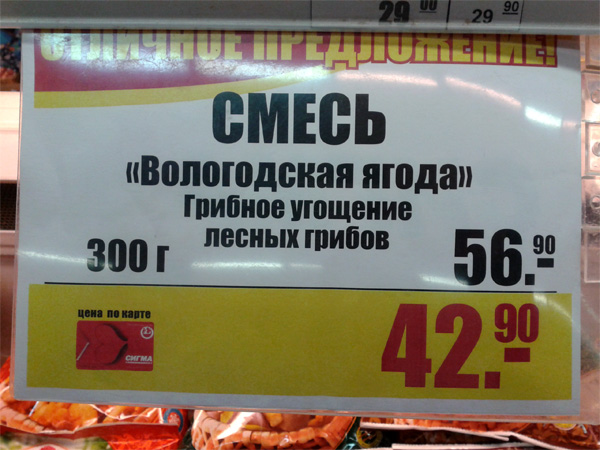 29 00
29 90
ОТЛИЧНОЕ ПРЕДЛОЖЕНИЕ!
СМЕСЬ
«Вологодская ягода»
Грибное угощение
лесных грибов
300 г
56.90
цена по карте
СИГМА
42.90